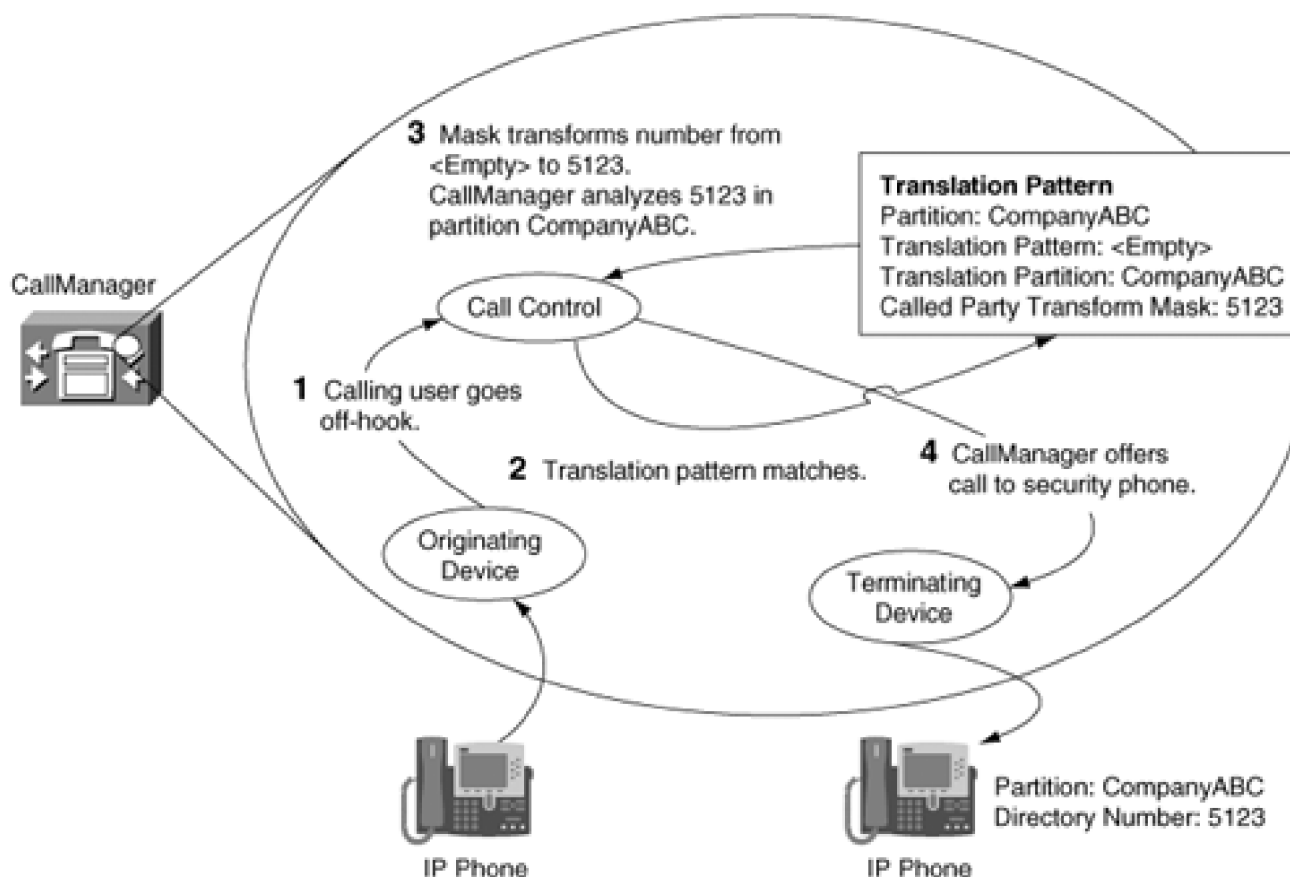 3 Mask transforms number from
<Empty> to 5123.
CallManager analyzes 5123 in
partition CompanyABC.
Translation Pattern
Partition: CompanyABC
Translation Pattern: <Empty>
Translation Partition: CompanyABC
Called Party Transform Mask: 5123
CallManager
Call Control
1 Calling user goes
off-hook.
2 Translation pattern matches.
4 CallManager offers
call to security phone.
Originating
Device
Terminating
Device
Partition: CompanyABC
Directory Number: 5123
IP Phone
IP Phone